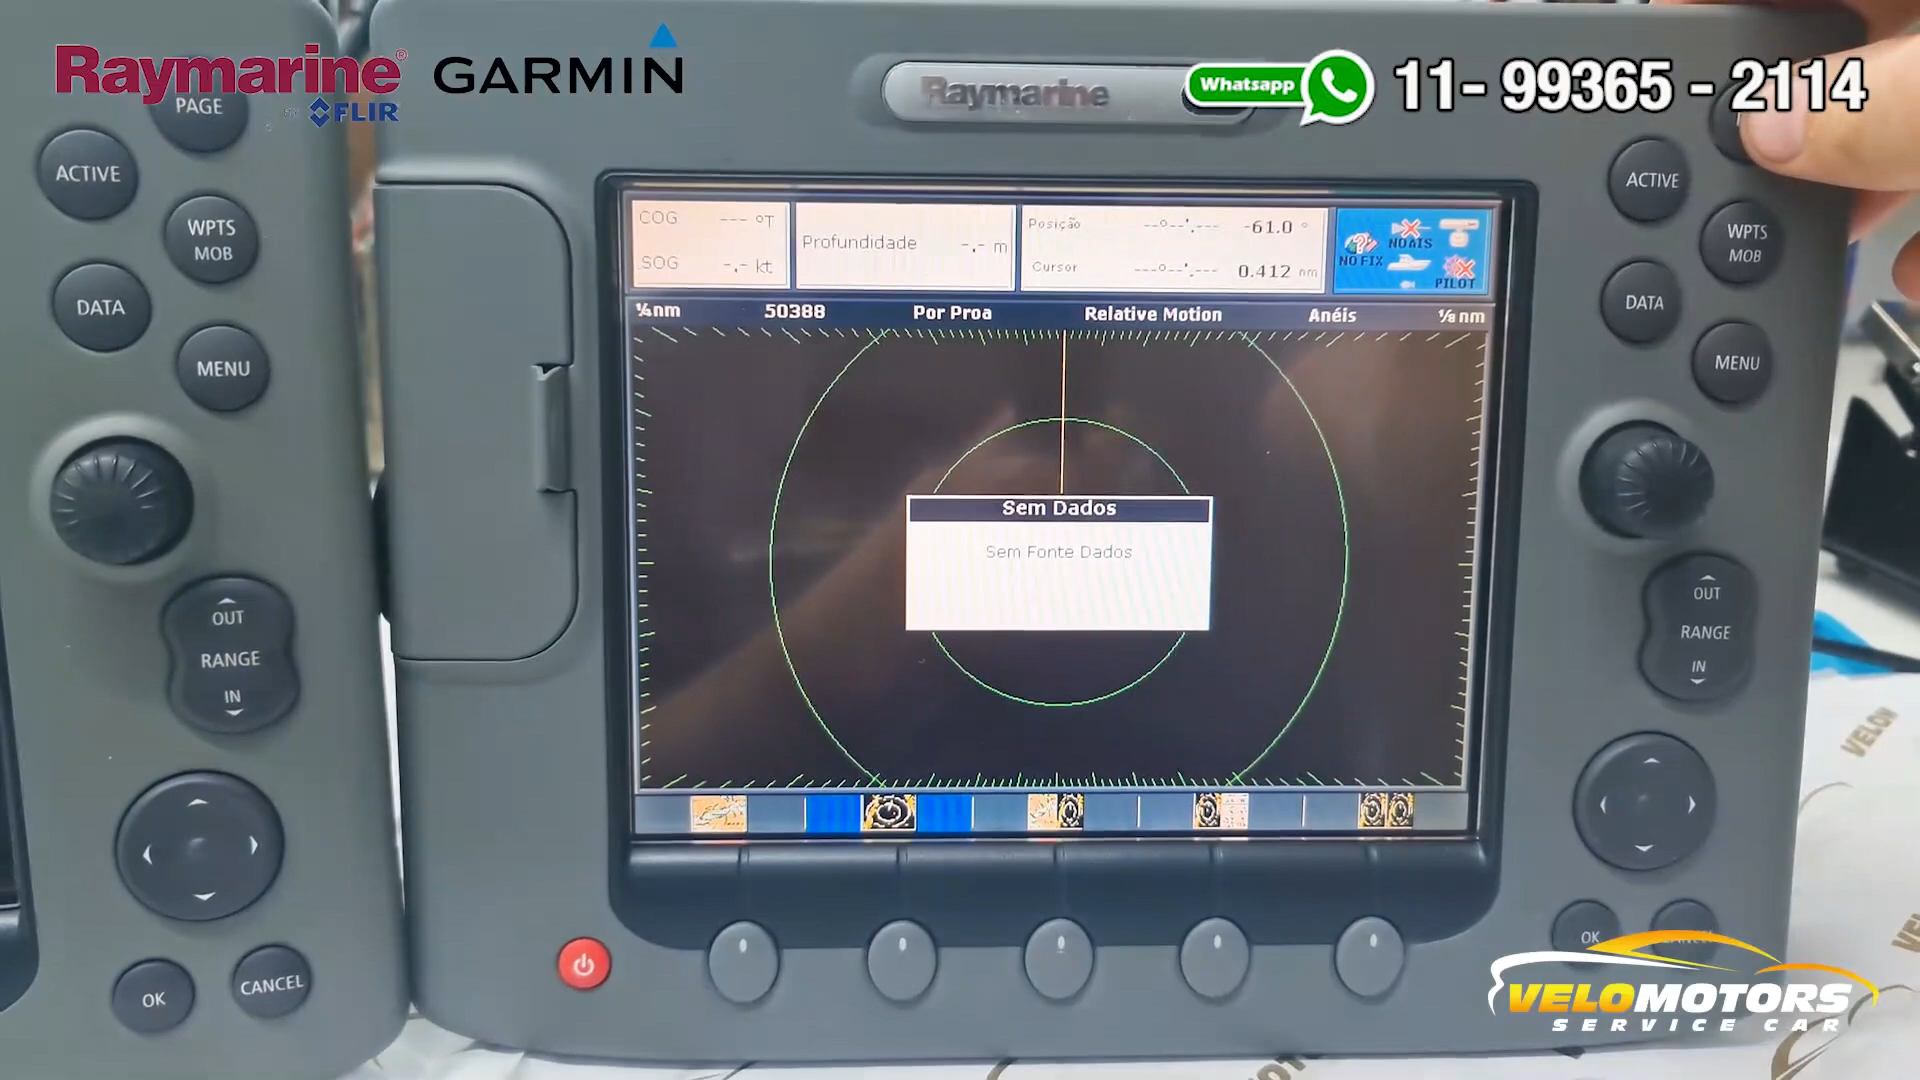 Raymarine®
BY FLIR
GARMIN
Whatsapp
11- 99365 - 2114
Raymarine
PAGE
ACTIVE
WPTS
MOB
DATA
MENU
OUT
RANGE
IN
OK
CANCEL
COG ---°T
SOG -.- kt
Profundidade -.- m
Posição --°--'.--- -61.0 °
Cursor --°--'.--- 0.412 nm
NO FIX
NO AIS
PILOT
¼nm 50388 Por Proa Relative Motion Anéis ⅛nm
Sem Dados
Sem Fonte Dados
ACTIVE
WPTS
MOB
DATA
MENU
OUT
RANGE
IN
OK
VELOMOTORS
SERVICE CAR
VELON